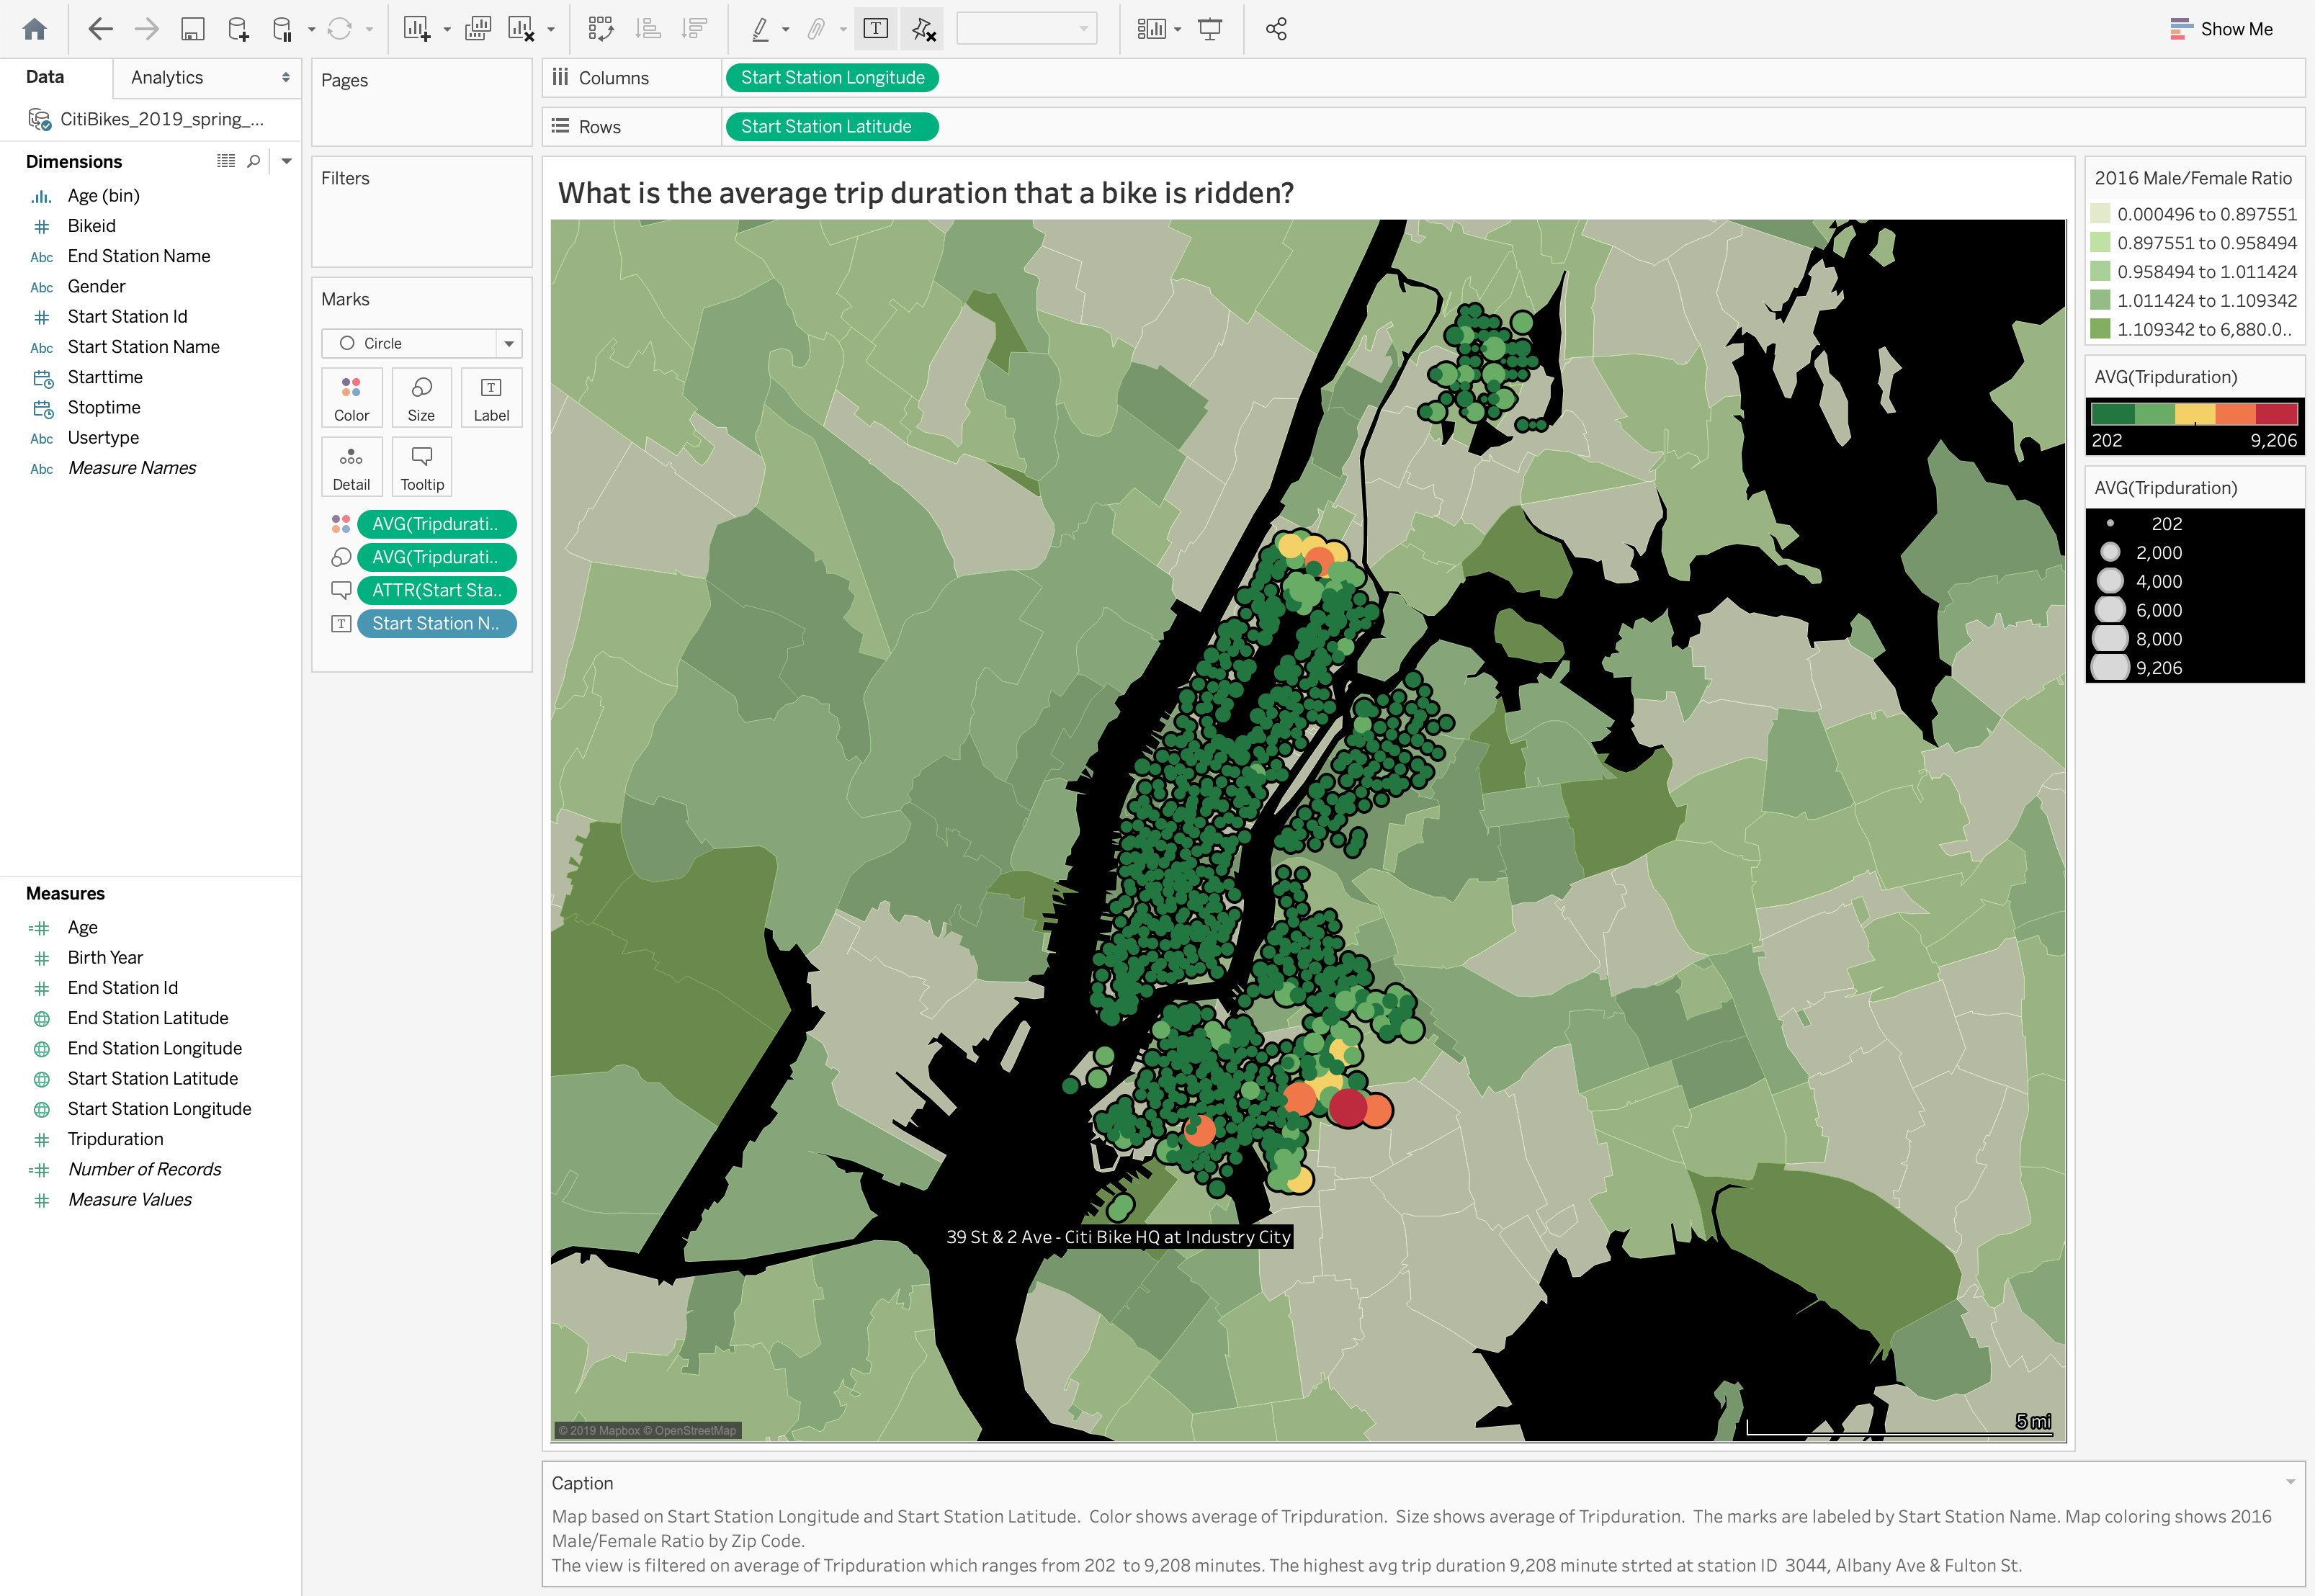 Show Me
Data
Analytics
CitiBikes_2019_spring_...
Dimensions
Age (bin)
Bikeid
Abc End Station Name
Abc Gender
Start Station Id
Abc Start Station Name
Starttime
Stoptime
Abc Usertype
Abc Measure Names
Measures
Age
Birth Year
End Station Id
End Station Latitude
End Station Longitude
Start Station Latitude
Start Station Longitude
Tripduration
Number of Records
Measure Values
Pages
Filters
Marks
Circle
Color
Size
T
Label
Detail
Tooltip
AVG(Tripdurati..
AVG(Tripdurati..
ATTR(Start Sta..
T Start Station N..
Columns
Start Station Longitude
Rows
Start Station Latitude
What is the average trip duration that a bike is ridden?
39 St & 2 Ave - Citi Bike HQ at Industry City
© 2019 Mapbox © OpenStreetMap
5 mi
2016 Male/Female Ratio
0.000496 to 0.897551
0.897551 to 0.958494
0.958494 to 1.011424
1.011424 to 1.109342
1.109342 to 6,880.0..
AVG(Tripduration)
202 9,206
AVG(Tripduration)
202
2,000
4,000
6,000
8,000
9,206
Caption
Map based on Start Station Longitude and Start Station Latitude. Color shows average of Tripduration. Size shows average of Tripduration. The marks are labeled by Start Station Name. Map coloring shows 2016
Male/Female Ratio by Zip Code.
The view is filtered on average of Tripduration which ranges from 202 to 9,208 minutes. The highest avg trip duration 9,208 minute strted at station ID 3044, Albany Ave & Fulton St.